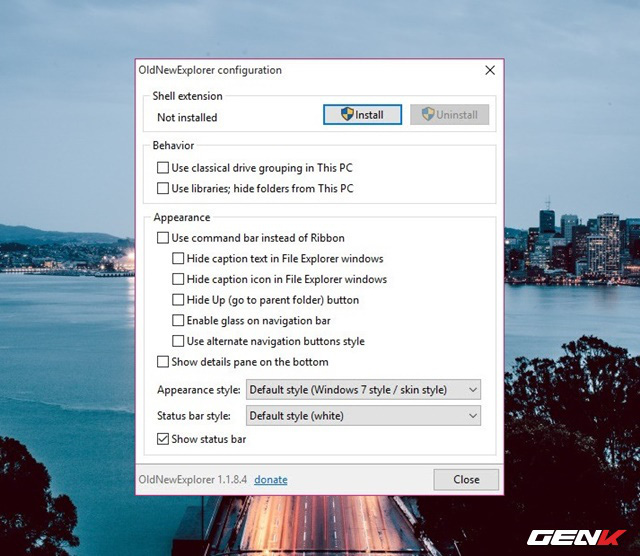 OldNewExplorer configuration
Shell extension
Not installed
Install
Uninstall
Behavior
Use classical drive grouping in This PC
Use libraries; hide folders from This PC
Appearance
Use command bar instead of Ribbon
Hide caption text in File Explorer windows
Hide caption icon in File Explorer windows
Hide Up (go to parent folder) button
Enable glass on navigation bar
Use alternate navigation buttons style
Show details pane on the bottom
Appearance style: Default style (Windows 7 style / skin style)
Status bar style: Default style (white)
Show status bar
OldNewExplorer 1.1.8.4 donate
Close
GENK